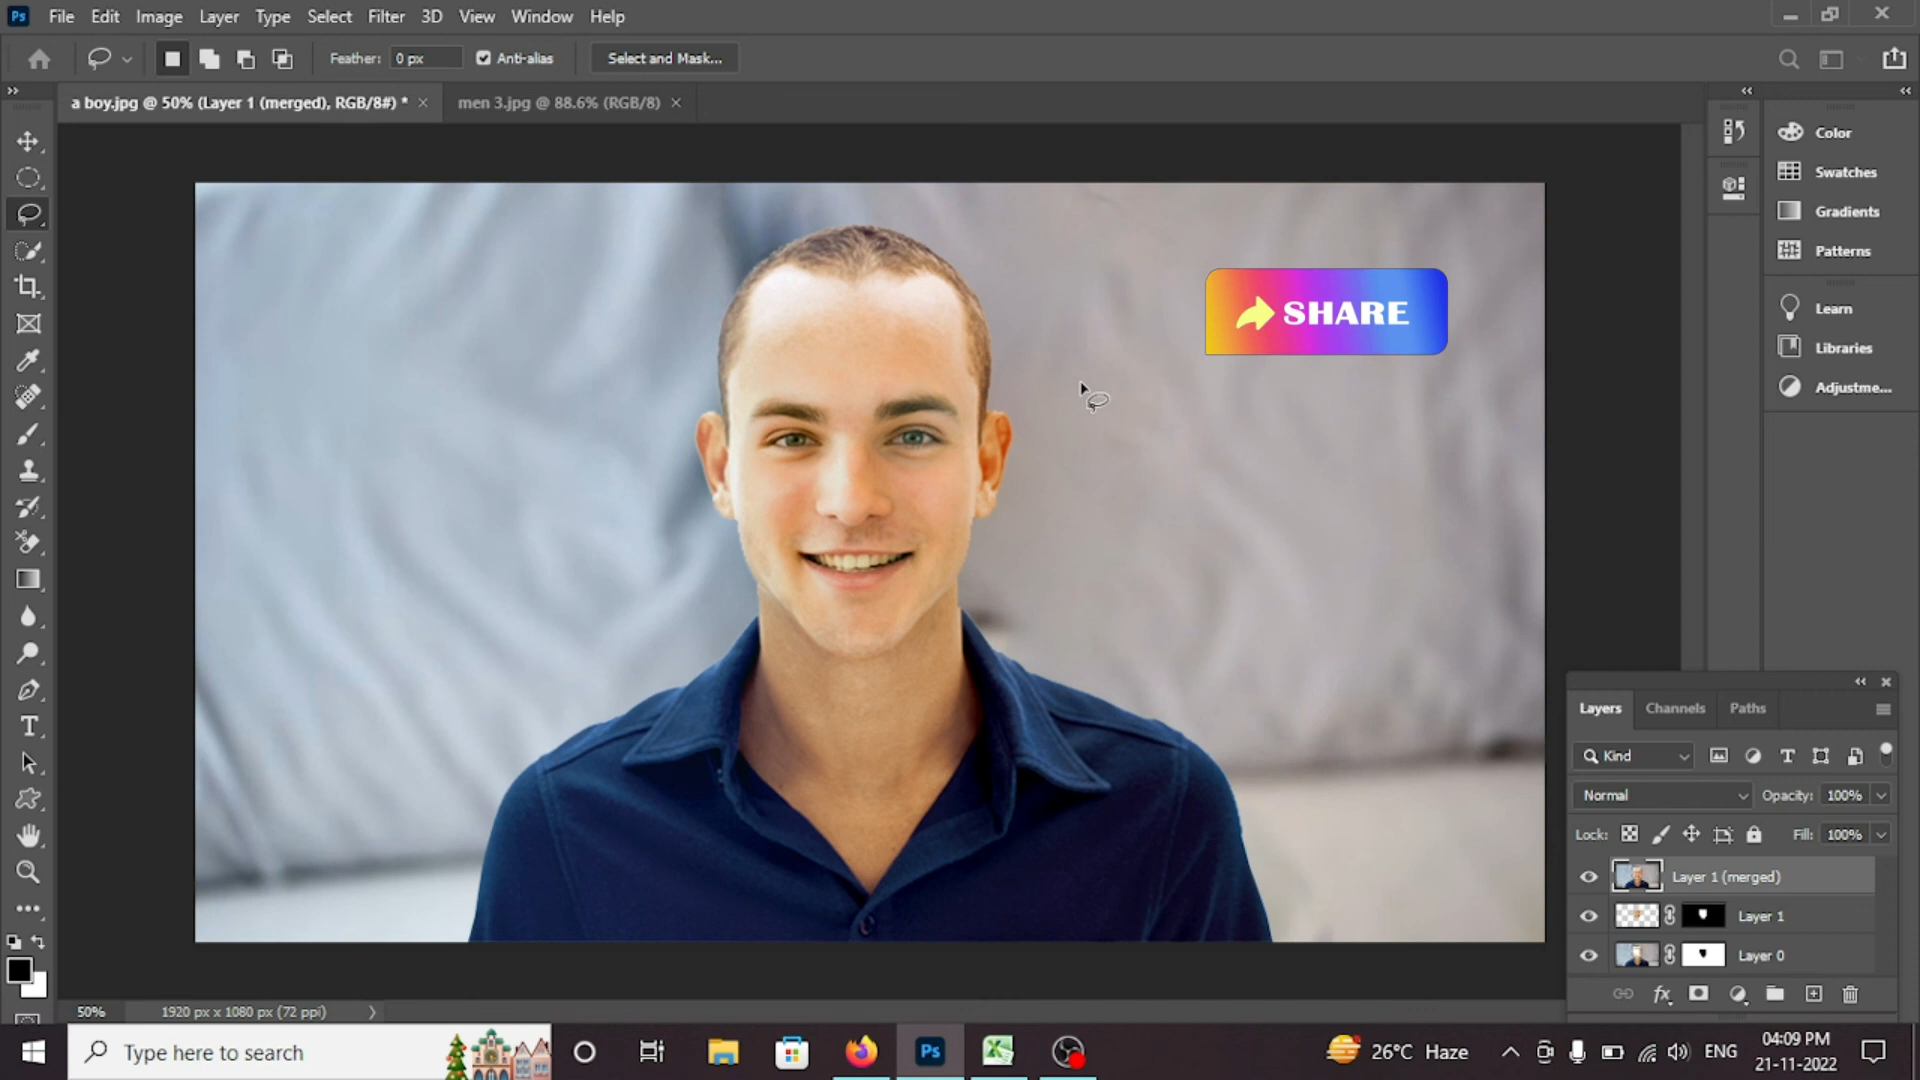 Ps File Edit Image Layer Type Select Filter 3D View Window Help
Feather: 0 px Anti-alias Select and Mask...
a boy.jpg @ 50% (Layer 1 (merged), RGB/8#) * × men 3.jpg @ 88.6% (RGB/8) ×
Color
Swatches
Gradients
Patterns
Learn
Libraries
Adjustme...
SHARE
Layers Channels Paths
Kind
Normal Opacity: 100%
Lock: Fill: 100%
Layer 1 (merged)
Layer 1
Layer 0
fx
50% 1920 px x 1080 px (72 ppi)
Type here to search
Ps
26°C Haze
ENG
04:09 PM
21-11-2022